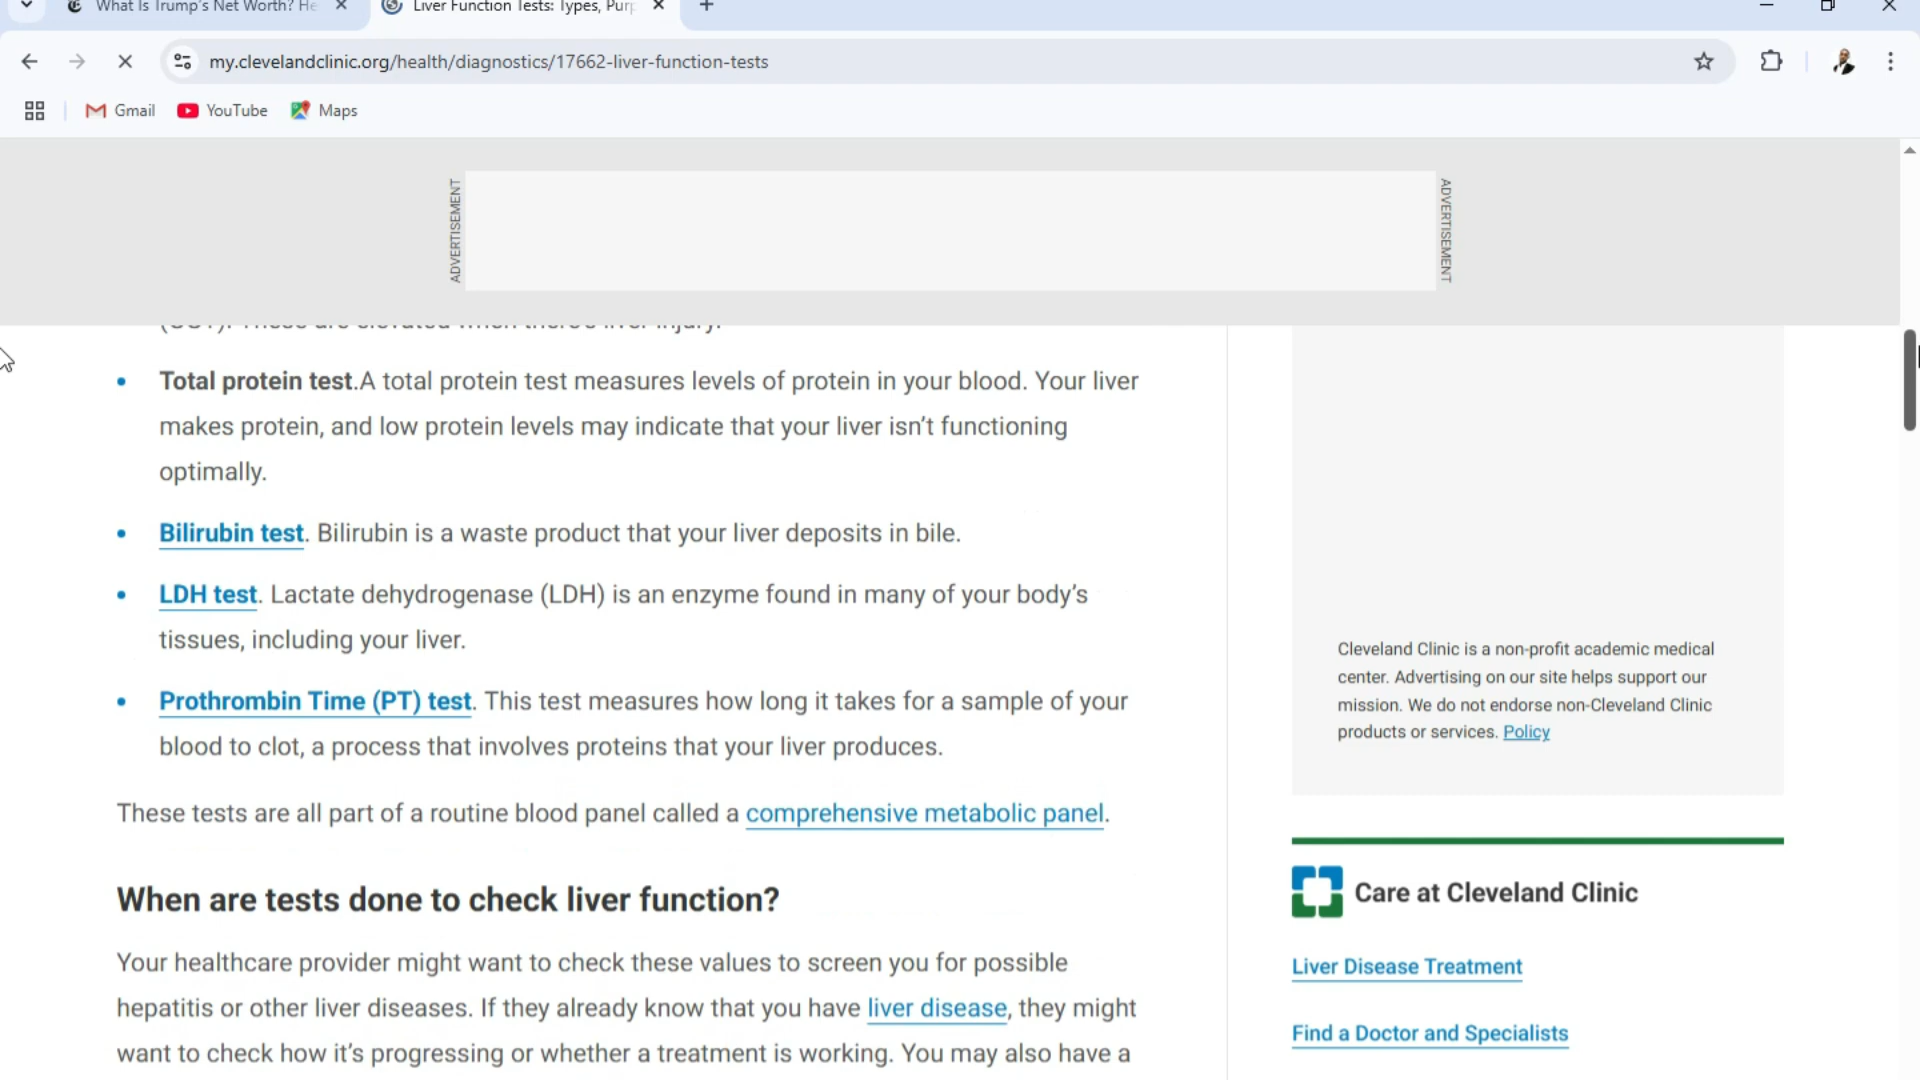 What Is Trump's Net Worth? He
Liver Function Tests: Types, Purp
my.clevelandclinic.org/health/diagnostics/17662-liver-function-tests
Gmail
YouTube
Maps
ADVERTISEMENT
ADVERTISEMENT
These are elevated when there's liver injury.
Total protein test.A total protein test measures levels of protein in your blood. Your liver
makes protein, and low protein levels may indicate that your liver isn't functioning
optimally.
Bilirubin test. Bilirubin is a waste product that your liver deposits in bile.
LDH test. Lactate dehydrogenase (LDH) is an enzyme found in many of your body's
tissues, including your liver.
Prothrombin Time (PT) test. This test measures how long it takes for a sample of your
blood to clot, a process that involves proteins that your liver produces.
These tests are all part of a routine blood panel called a comprehensive metabolic panel.
When are tests done to check liver function?
Your healthcare provider might want to check these values to screen you for possible
hepatitis or other liver diseases. If they already know that you have liver disease, they might
want to check how it's progressing or whether a treatment is working. You may also have a
Cleveland Clinic is a non-profit academic medical
center. Advertising on our site helps support our
mission. We do not endorse non-Cleveland Clinic
products or services. Policy
Care at Cleveland Clinic
Liver Disease Treatment
Find a Doctor and Specialists